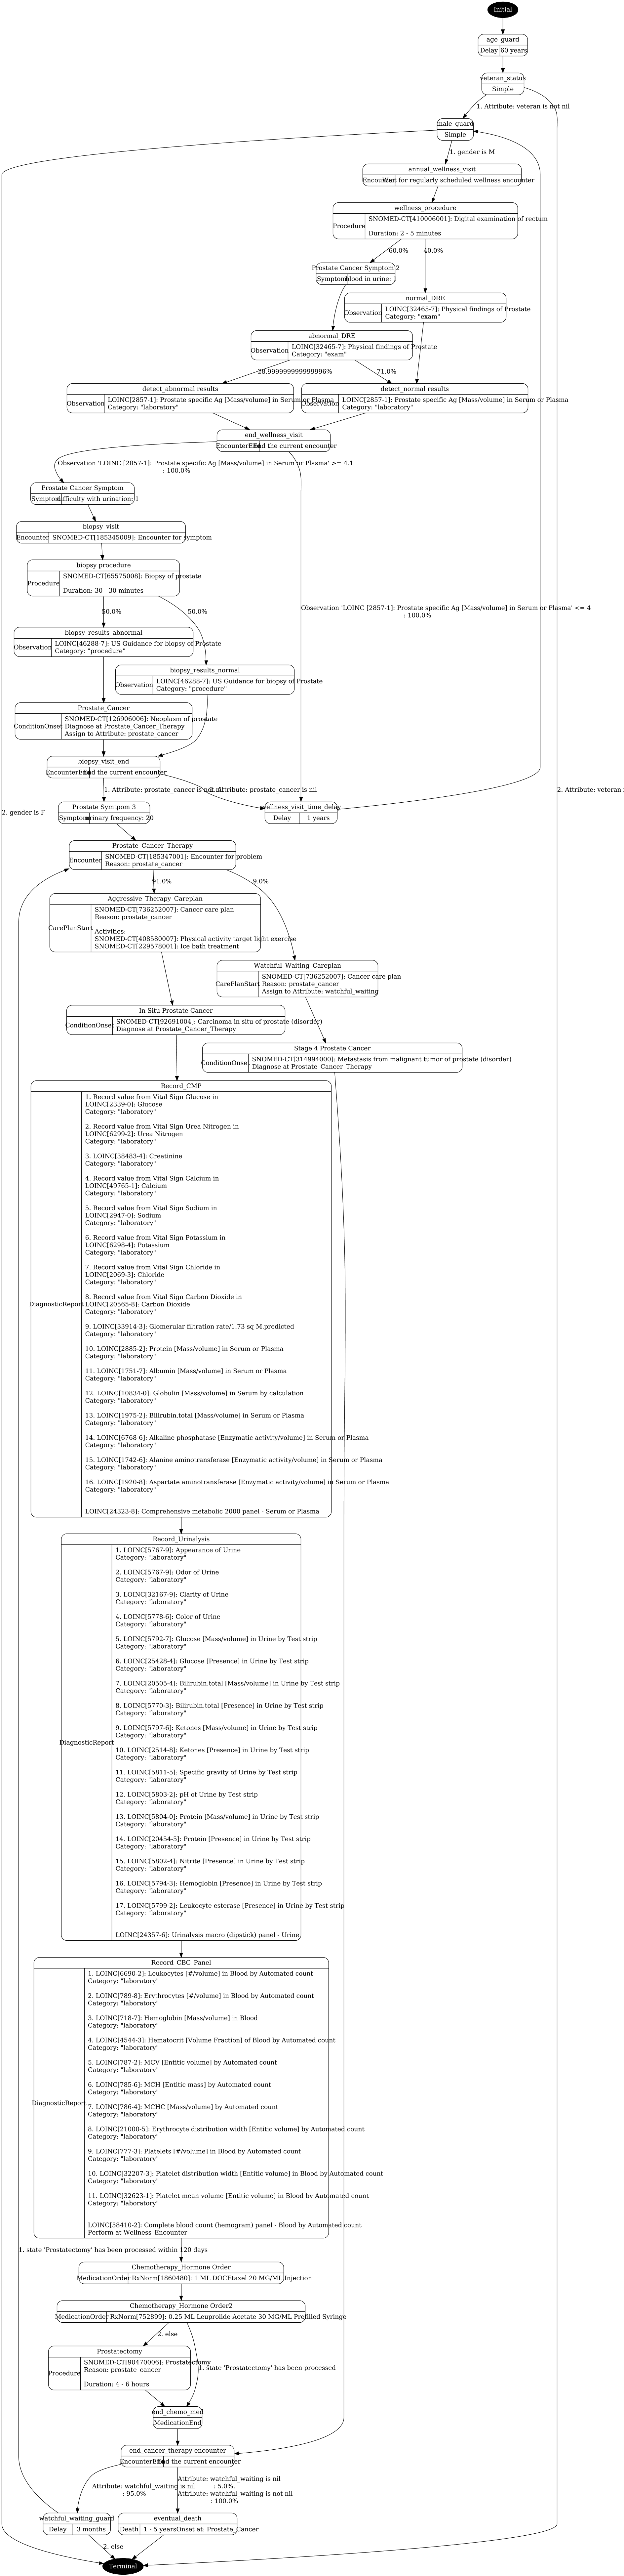 Initial
age_guard
Delay 60 years
veteran_status
Simple
1. Attribute: veteran is not nil
male_guard
Simple
1. gender is M
annual_wellness_visit
Encounter Wait for regularly scheduled wellness encounter
wellness_procedure
Procedure
SNOMED-CT[410006001]: Digital examination of rectum
Duration: 2 - 5 minutes
60.0%
40.0%
Prostate Cancer Symptom 2
Symptom blood in urine: 1
normal_DRE
Observation
LOINC[32465-7]: Physical findings of Prostate
Category: "exam"
abnormal_DRE
Observation
LOINC[32465-7]: Physical findings of Prostate
Category: "exam"
28.999999999999996%
71.0%
detect_abnormal results
Observation
LOINC[2857-1]: Prostate specific Ag [Mass/volume] in Serum or Plasma
Category: "laboratory"
detect_normal results
Observation
LOINC[2857-1]: Prostate specific Ag [Mass/volume] in Serum or Plasma
Category: "laboratory"
end_wellness_visit
EncounterEnd End the current encounter
Observation 'LOINC [2857-1]: Prostate specific Ag [Mass/volume] in Serum or Plasma' >= 4.1
: 100.0%
Prostate Cancer Symptom
Symptom difficulty with urination: 1
biopsy_visit
Encounter SNOMED-CT[185345009]: Encounter for symptom
biopsy procedure
Procedure
SNOMED-CT[65575008]: Biopsy of prostate
Duration: 30 - 30 minutes
50.0%
50.0%
Observation 'LOINC [2857-1]: Prostate specific Ag [Mass/volume] in Serum or Plasma' <= 4
: 100.0%
biopsy_results_abnormal
Observation
LOINC[46288-7]: US Guidance for biopsy of Prostate
Category: "procedure"
biopsy_results_normal
Observation
LOINC[46288-7]: US Guidance for biopsy of Prostate
Category: "procedure"
Prostate_Cancer
ConditionOnset
SNOMED-CT[126906006]: Neoplasm of prostate
Diagnose at Prostate_Cancer_Therapy
Assign to Attribute: prostate_cancer
biopsy_visit_end
EncounterEnd End the current encounter
1. Attribute: prostate_cancer is not nil
2. Attribute: prostate_cancer is nil
2. Attribute: veteran
2. gender is F
Prostate Symtpom 3
Symptom urinary frequency: 20
wellness_visit_time_delay
Delay 1 years
Prostate_Cancer_Therapy
Encounter
SNOMED-CT[185347001]: Encounter for problem
Reason: prostate_cancer
91.0%
9.0%
Aggressive_Therapy_Careplan
CarePlanStart
SNOMED-CT[736252007]: Cancer care plan
Reason: prostate_cancer
Activities:
SNOMED-CT[408580007]: Physical activity target light exercise
SNOMED-CT[229578001]: Ice bath treatment
Watchful_Waiting_Careplan
CarePlanStart
SNOMED-CT[736252007]: Cancer care plan
Reason: prostate_cancer
Assign to Attribute: watchful_waiting
In Situ Prostate Cancer
ConditionOnset
SNOMED-CT[92691004]: Carcinoma in situ of prostate (disorder)
Diagnose at Prostate_Cancer_Therapy
Stage 4 Prostate Cancer
ConditionOnset
SNOMED-CT[314994000]: Metastasis from malignant tumor of prostate (disorder)
Diagnose at Prostate_Cancer_Therapy
Record_CMP
DiagnosticReport
1. Record value from Vital Sign Glucose in
LOINC[2339-0]: Glucose
Category: "laboratory"
2. Record value from Vital Sign Urea Nitrogen in
LOINC[6299-2]: Urea Nitrogen
Category: "laboratory"
3. LOINC[38483-4]: Creatinine
Category: "laboratory"
4. Record value from Vital Sign Calcium in
LOINC[49765-1]: Calcium
Category: "laboratory"
5. Record value from Vital Sign Sodium in
LOINC[2947-0]: Sodium
Category: "laboratory"
6. Record value from Vital Sign Potassium in
LOINC[6298-4]: Potassium
Category: "laboratory"
7. Record value from Vital Sign Chloride in
LOINC[2069-3]: Chloride
Category: "laboratory"
8. Record value from Vital Sign Carbon Dioxide in
LOINC[20565-8]: Carbon Dioxide
Category: "laboratory"
9. LOINC[33914-3]: Glomerular filtration rate/1.73 sq M.predicted
Category: "laboratory"
10. LOINC[2885-2]: Protein [Mass/volume] in Serum or Plasma
Category: "laboratory"
11. LOINC[1751-7]: Albumin [Mass/volume] in Serum or Plasma
Category: "laboratory"
12. LOINC[10834-0]: Globulin [Mass/volume] in Serum by calculation
Category: "laboratory"
13. LOINC[1975-2]: Bilirubin.total [Mass/volume] in Serum or Plasma
Category: "laboratory"
14. LOINC[6768-6]: Alkaline phosphatase [Enzymatic activity/volume] in Serum or Plasma
Category: "laboratory"
15. LOINC[1742-6]: Alanine aminotransferase [Enzymatic activity/volume] in Serum or Plasma
Category: "laboratory"
16. LOINC[1920-8]: Aspartate aminotransferase [Enzymatic activity/volume] in Serum or Plasma
Category: "laboratory"
LOINC[24323-8]: Comprehensive metabolic 2000 panel - Serum or Plasma
Record_Urinalysis
DiagnosticReport
1. LOINC[5767-9]: Appearance of Urine
Category: "laboratory"
2. LOINC[5767-9]: Odor of Urine
Category: "laboratory"
3. LOINC[32167-9]: Clarity of Urine
Category: "laboratory"
4. LOINC[5778-6]: Color of Urine
Category: "laboratory"
5. LOINC[5792-7]: Glucose [Mass/volume] in Urine by Test strip
Category: "laboratory"
6. LOINC[25428-4]: Glucose [Presence] in Urine by Test strip
Category: "laboratory"
7. LOINC[20505-4]: Bilirubin.total [Mass/volume] in Urine by Test strip
Category: "laboratory"
8. LOINC[5770-3]: Bilirubin.total [Presence] in Urine by Test strip
Category: "laboratory"
9. LOINC[5797-6]: Ketones [Mass/volume] in Urine by Test strip
Category: "laboratory"
10. LOINC[2514-8]: Ketones [Presence] in Urine by Test strip
Category: "laboratory"
11. LOINC[5811-5]: Specific gravity of Urine by Test strip
Category: "laboratory"
12. LOINC[5803-2]: pH of Urine by Test strip
Category: "laboratory"
13. LOINC[5804-0]: Protein [Mass/volume] in Urine by Test strip
Category: "laboratory"
14. LOINC[20454-5]: Protein [Presence] in Urine by Test strip
Category: "laboratory"
15. LOINC[5802-4]: Nitrite [Presence] in Urine by Test strip
Category: "laboratory"
16. LOINC[5794-3]: Hemoglobin [Presence] in Urine by Test strip
Category: "laboratory"
17. LOINC[5799-2]: Leukocyte esterase [Presence] in Urine by Test strip
Category: "laboratory"
LOINC[24357-6]: Urinalysis macro (dipstick) panel - Urine
Record_CBC_Panel
DiagnosticReport
1. LOINC[6690-2]: Leukocytes [#/volume] in Blood by Automated count
Category: "laboratory"
2. LOINC[789-8]: Erythrocytes [#/volume] in Blood by Automated count
Category: "laboratory"
3. LOINC[718-7]: Hemoglobin [Mass/volume] in Blood
Category: "laboratory"
4. LOINC[4544-3]: Hematocrit [Volume Fraction] of Blood by Automated count
Category: "laboratory"
5. LOINC[787-2]: MCV [Entitic volume] by Automated count
Category: "laboratory"
6. LOINC[785-6]: MCH [Entitic mass] by Automated count
Category: "laboratory"
7. LOINC[786-4]: MCHC [Mass/volume] by Automated count
Category: "laboratory"
8. LOINC[21000-5]: Erythrocyte distribution width [Entitic volume] by Automated count
Category: "laboratory"
9. LOINC[777-3]: Platelets [#/volume] in Blood by Automated count
Category: "laboratory"
10. LOINC[32207-3]: Platelet distribution width [Entitic volume] in Blood by Automated count
Category: "laboratory"
11. LOINC[32623-1]: Platelet mean volume [Entitic volume] in Blood by Automated count
Category: "laboratory"
LOINC[58410-2]: Complete blood count (hemogram) panel - Blood by Automated count
Perform at Wellness_Encounter
1. state 'Prostatectomy' has been processed within 120 days
Chemotherapy_Hormone Order
MedicationOrder RxNorm[1860480]: 1 ML DOCEtaxel 20 MG/ML Injection
Chemotherapy_Hormone Order2
MedicationOrder RxNorm[752899]: 0.25 ML Leuprolide Acetate 30 MG/ML Prefilled Syringe
2. else
1. state 'Prostatectomy' has been processed
Prostatectomy
Procedure
SNOMED-CT[90470006]: Prostatectomy
Reason: prostate_cancer
Duration: 4 - 6 hours
end_chemo_med
MedicationEnd
end_cancer_therapy encounter
EncounterEnd End the current encounter
Attribute: watchful_waiting is nil
: 95.0%
Attribute: watchful_waiting is nil
: 5.0%,
Attribute: watchful_waiting is not nil
: 100.0%
watchful_waiting_guard
Delay 3 months
eventual_death
Death 1 - 5 yearsOnset at: Prostate_Cancer
2. else
Terminal